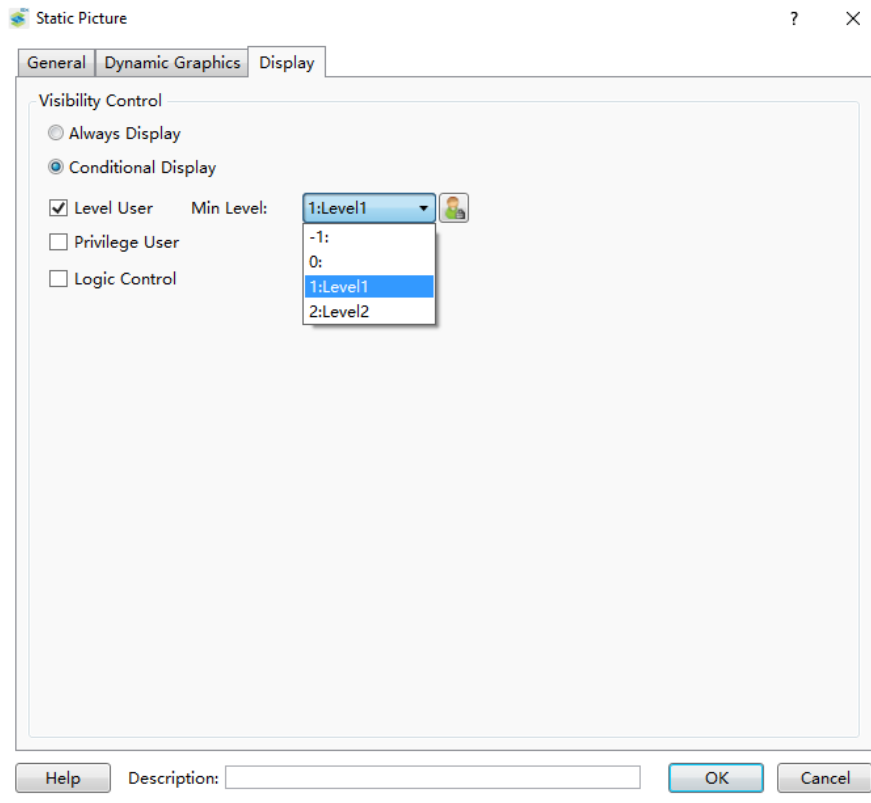 Static Picture ?
General Dynamic Graphics Display
Visibility Control
Always Display
Conditional Display
Level User Min Level: 1:Level1
-1:
Privilege User
0:
Logic Control
1:Level1
2:Level2
Help Description: OK Cancel